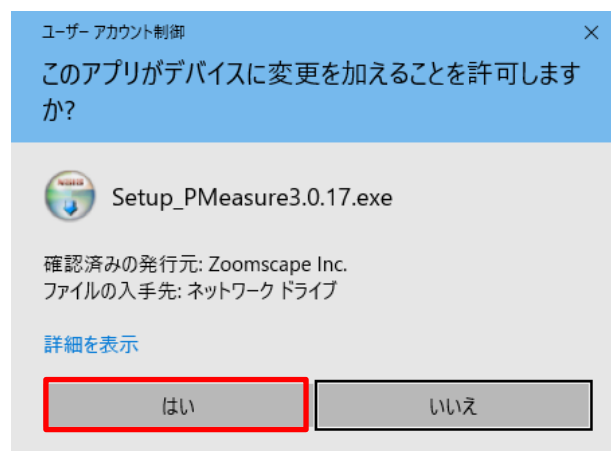 ユーザー アカウント制御
このアプリがデバイスに変更を加えることを許可します
か?
Setup_PMeasure3.0.17.exe
確認済みの発行元: Zoomscape Inc.
ファイルの入手先: ネットワーク ドライブ
詳細を表示
はい
いいえ